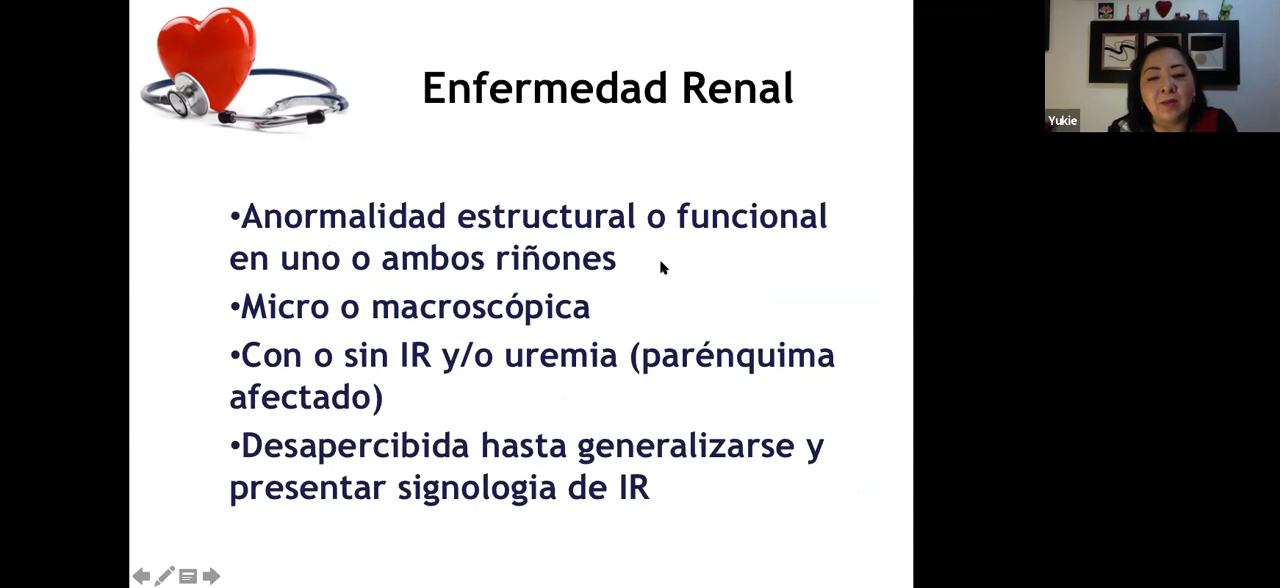 Enfermedad Renal
•Anormalidad estructural o funcional
en uno o ambos riñones
•Micro o macroscópica
•Con o sin IR y/o uremia (parénquima
afectado)
•Desapercibida hasta generalizarse y
presentar signologia de IR
Yukie